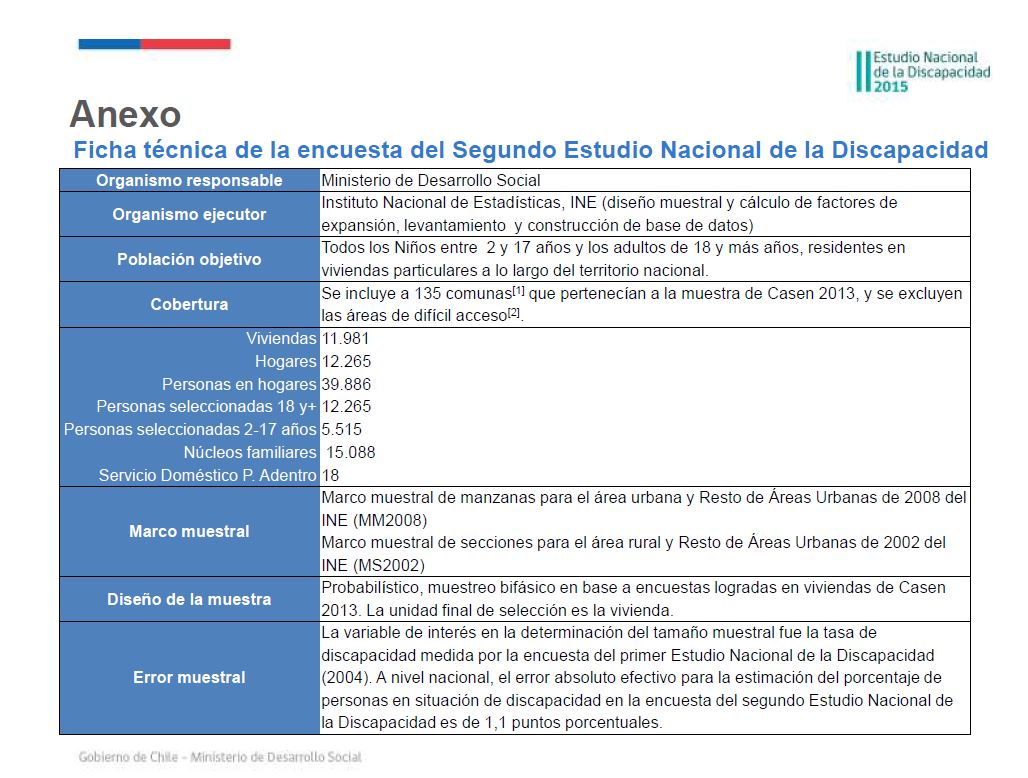 Estudio Nacional
de la Discapacidad
2015
Anexo
Ficha técnica de la encuesta del Segundo Estudio Nacional de la Discapacidad
Organismo responsable
Ministerio de Desarrollo Social
Organismo ejecutor
Instituto Nacional de Estadísticas, INE (diseño muestral y cálculo de factores de
expansión, levantamiento y construcción de base de datos)
Población objetivo
Todos los Niños entre 2 y 17 años y los adultos de 18 y más años, residentes en
viviendas particulares a lo largo del territorio nacional.
Cobertura
Se incluye a 135 comunas[1] que pertenecían a la muestra de Casen 2013, y se excluyen
las áreas de difícil acceso[2].
Viviendas 11.981
Hogares 12.265
Personas en hogares 39.886
Personas seleccionadas 18 y+ 12.265
Personas seleccionadas 2-17 años 5.515
Núcleos familiares 15.088
Servicio Doméstico P. Adentro 18
Marco muestral
Marco muestral de manzanas para el área urbana y Resto de Áreas Urbanas de 2008 del
INE (MM2008)
Marco muestral de secciones para el área rural y Resto de Áreas Urbanas de 2002 del
INE (MS2002)
Diseño de la muestra
Probabilístico, muestreo bifásico en base a encuestas logradas en viviendas de Casen
2013. La unidad final de selección es la vivienda.
Error muestral
La variable de interés en la determinación del tamaño muestral fue la tasa de
discapacidad medida por la encuesta del primer Estudio Nacional de la Discapacidad
(2004). A nivel nacional, el error absoluto efectivo para la estimación del porcentaje de
personas en situación de discapacidad en la encuesta del segundo Estudio Nacional de
la Discapacidad es de 1,1 puntos porcentuales.
Gobierno de Chile – Ministerio de Desarrollo Social